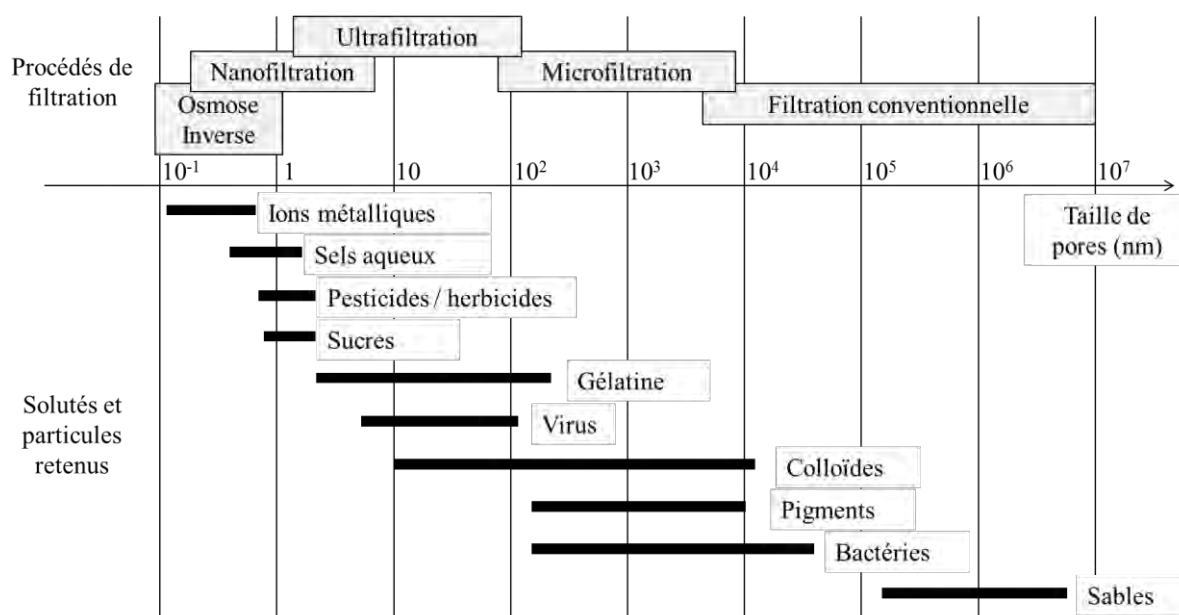 Ultrafiltration
Procédés de
filtration
Nanofiltration
Microfiltration
Osmose
Inverse
Filtration conventionnelle
10-1
1
10
10²
10³
10⁴
10⁵
10⁶
10⁷
Ions métalliques
Taille de
pores (nm)
Sels aqueux
Pesticides / herbicides
Sucres
Gélatine
Solutés et
particules
retenus
Virus
Colloïdes
Pigments
Bactéries
Sables